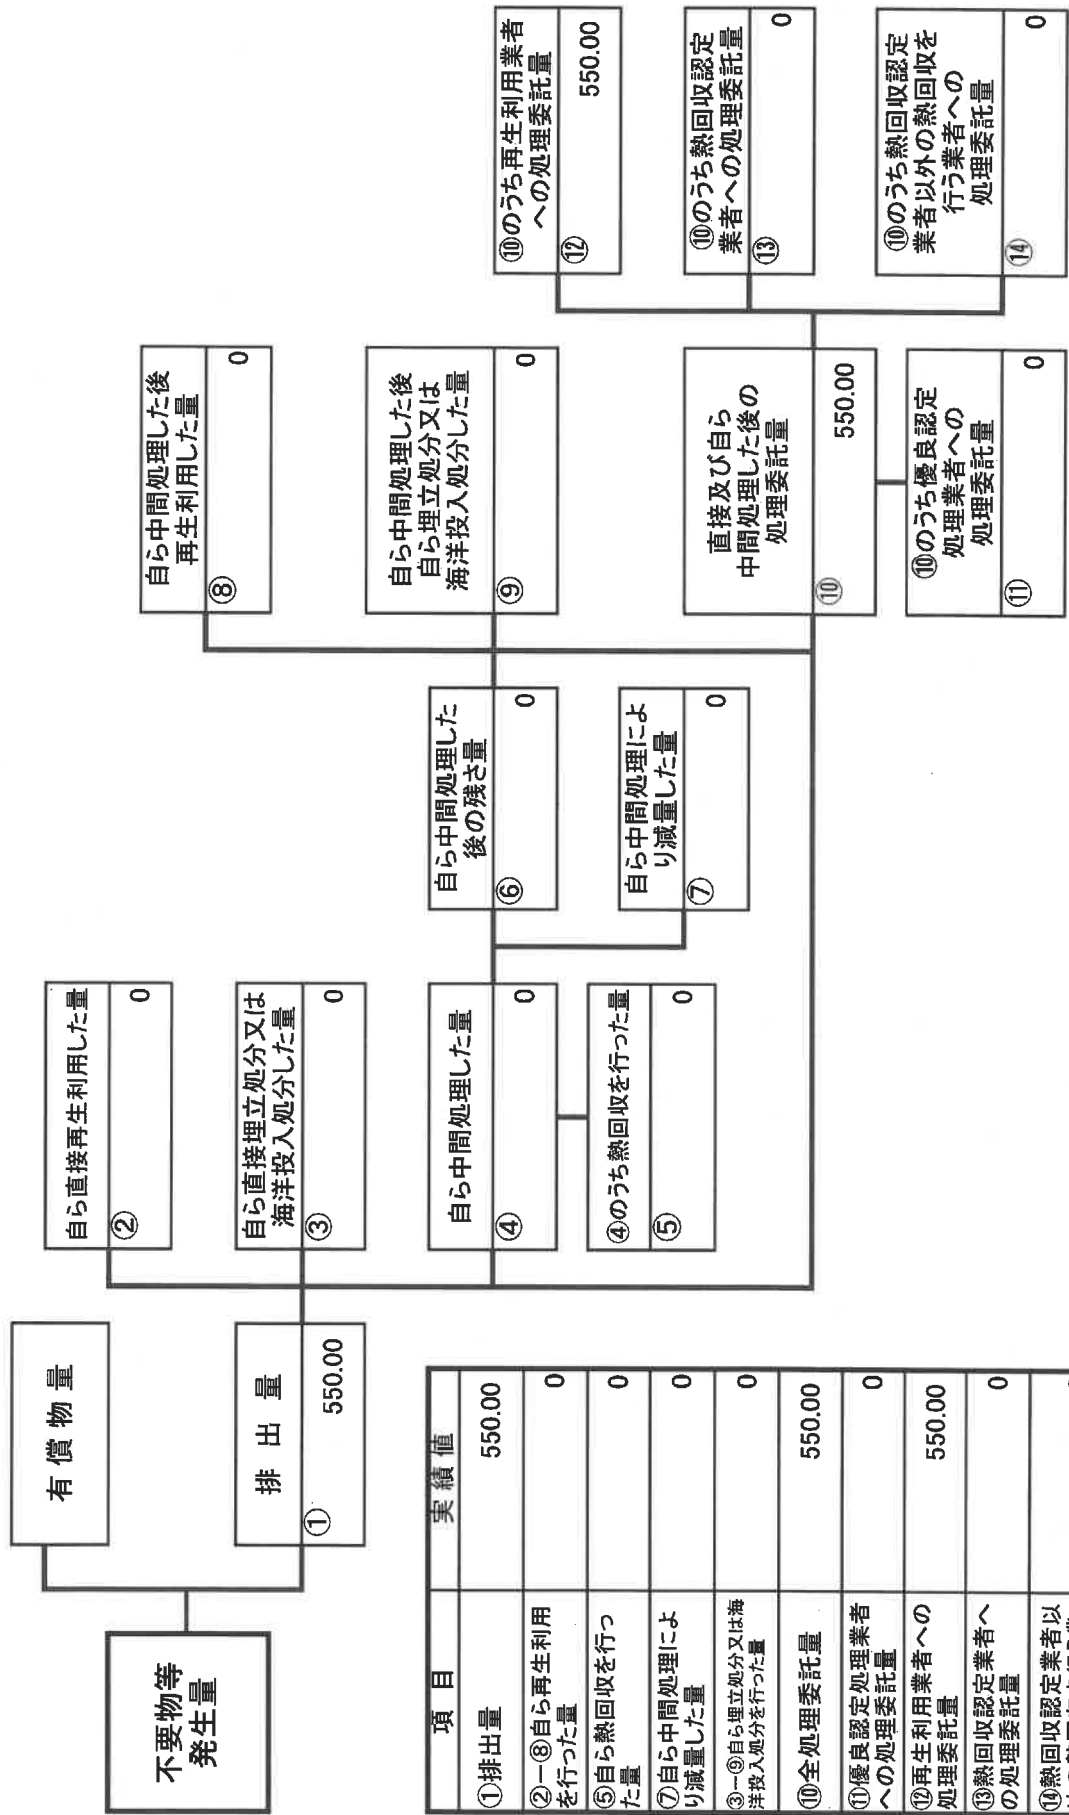 不要物等
発生量
有償物量
排出量
①
550.00
自ら直接再生利用した量
②
0
自ら直接埋立処分又は
海洋投入処分した量
③
0
自ら中間処理した量
④
0
④のうち熱回収を行った量
⑤
0
自ら中間処理した
後の残さ量
⑥
0
自ら中間処理によ
り減量した量
⑦
0
自ら中間処理した後
再生利用した量
⑧
0
自ら中間処理した後
自ら埋立処分又は
海洋投入処分した量
⑨
0
直接及び自ら
中間処理した後の
処理委託量
⑩
550.00
⑩のうち優良認定
処理業者への
処理委託量
⑪
0
⑩のうち再生利用業者
への処理委託量
⑫
550.00
⑩のうち熱回収認定
業者への処理委託量
⑬
0
⑩のうち熱回収認定
業者以外の熱回収を
行う業者への
処理委託量
⑭
0
項目 実績値
①排出量 550.00
②ー⑧自ら再生利用
を行った量 0
⑤自ら熱回収を行っ
た量 0
⑦自ら中間処理によ
り減量した量 0
③ー⑨自ら埋立処分又は海
洋投入処分を行った量 0
⑩全処理委託量 550.00
⑪優良認定処理業者
への処理委託量 0
⑫再生利用業者への
処理委託量 550.00
⑬熱回収認定業者へ
の処理委託量 0
⑭熱回収認定業者以